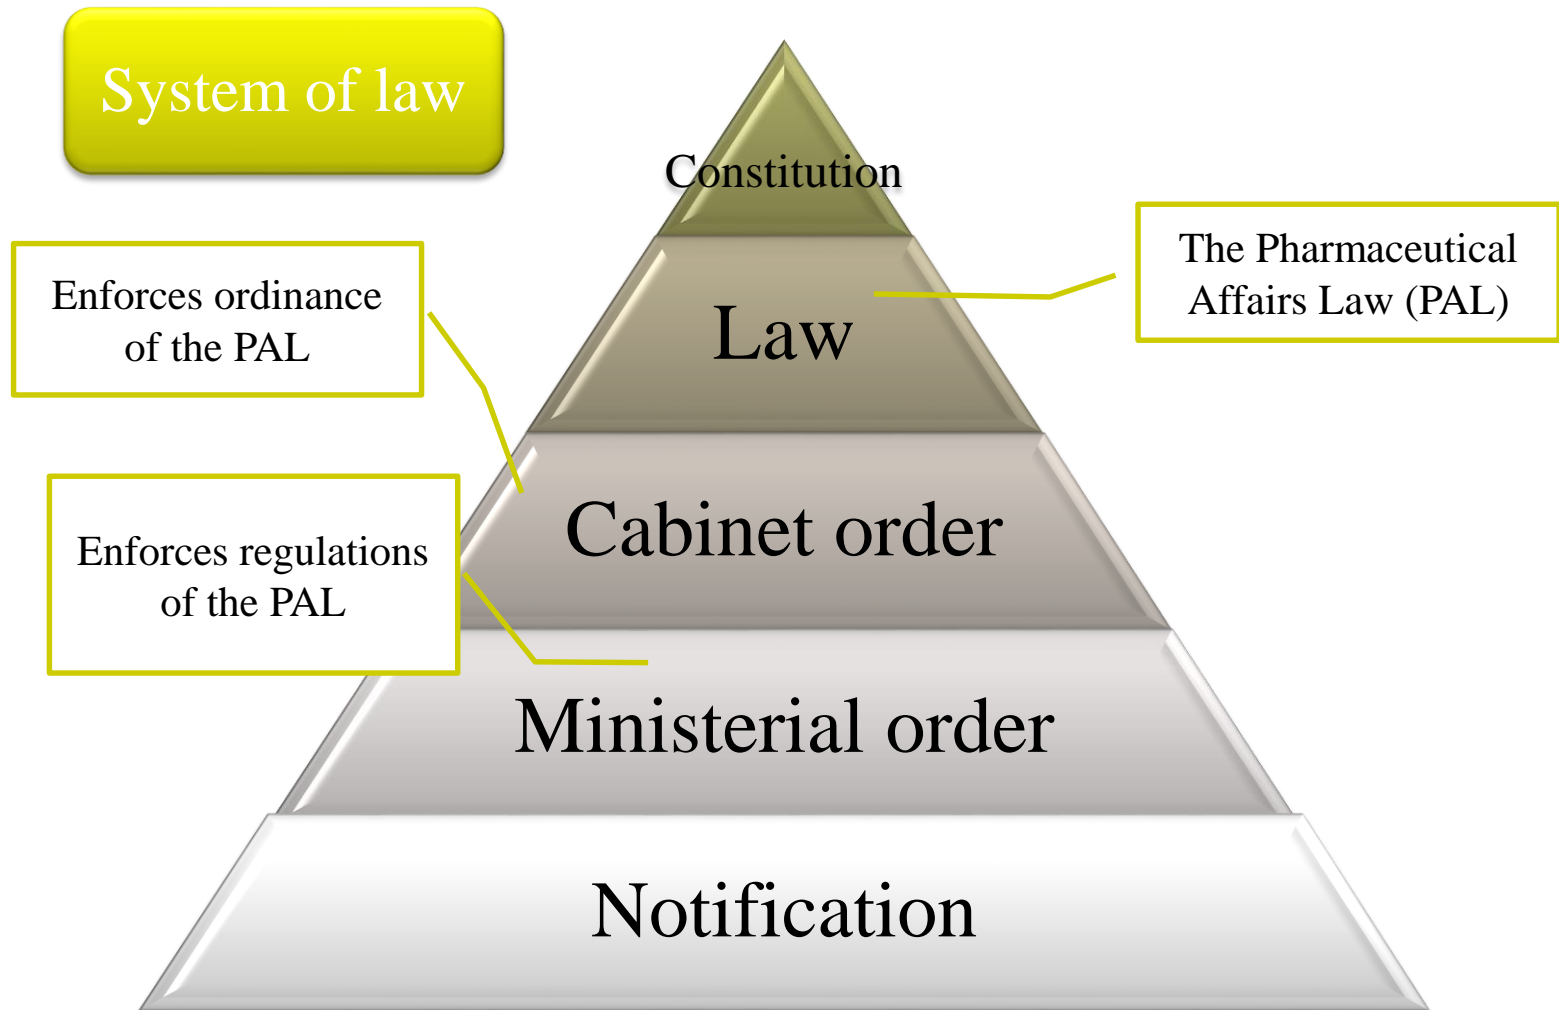 System of law
Constitution
The Pharmaceutical
Affairs Law (PAL)
Enforces ordinance
of the PAL
Law
Cabinet order
Enforces regulations
of the PAL
Ministerial order
Notification